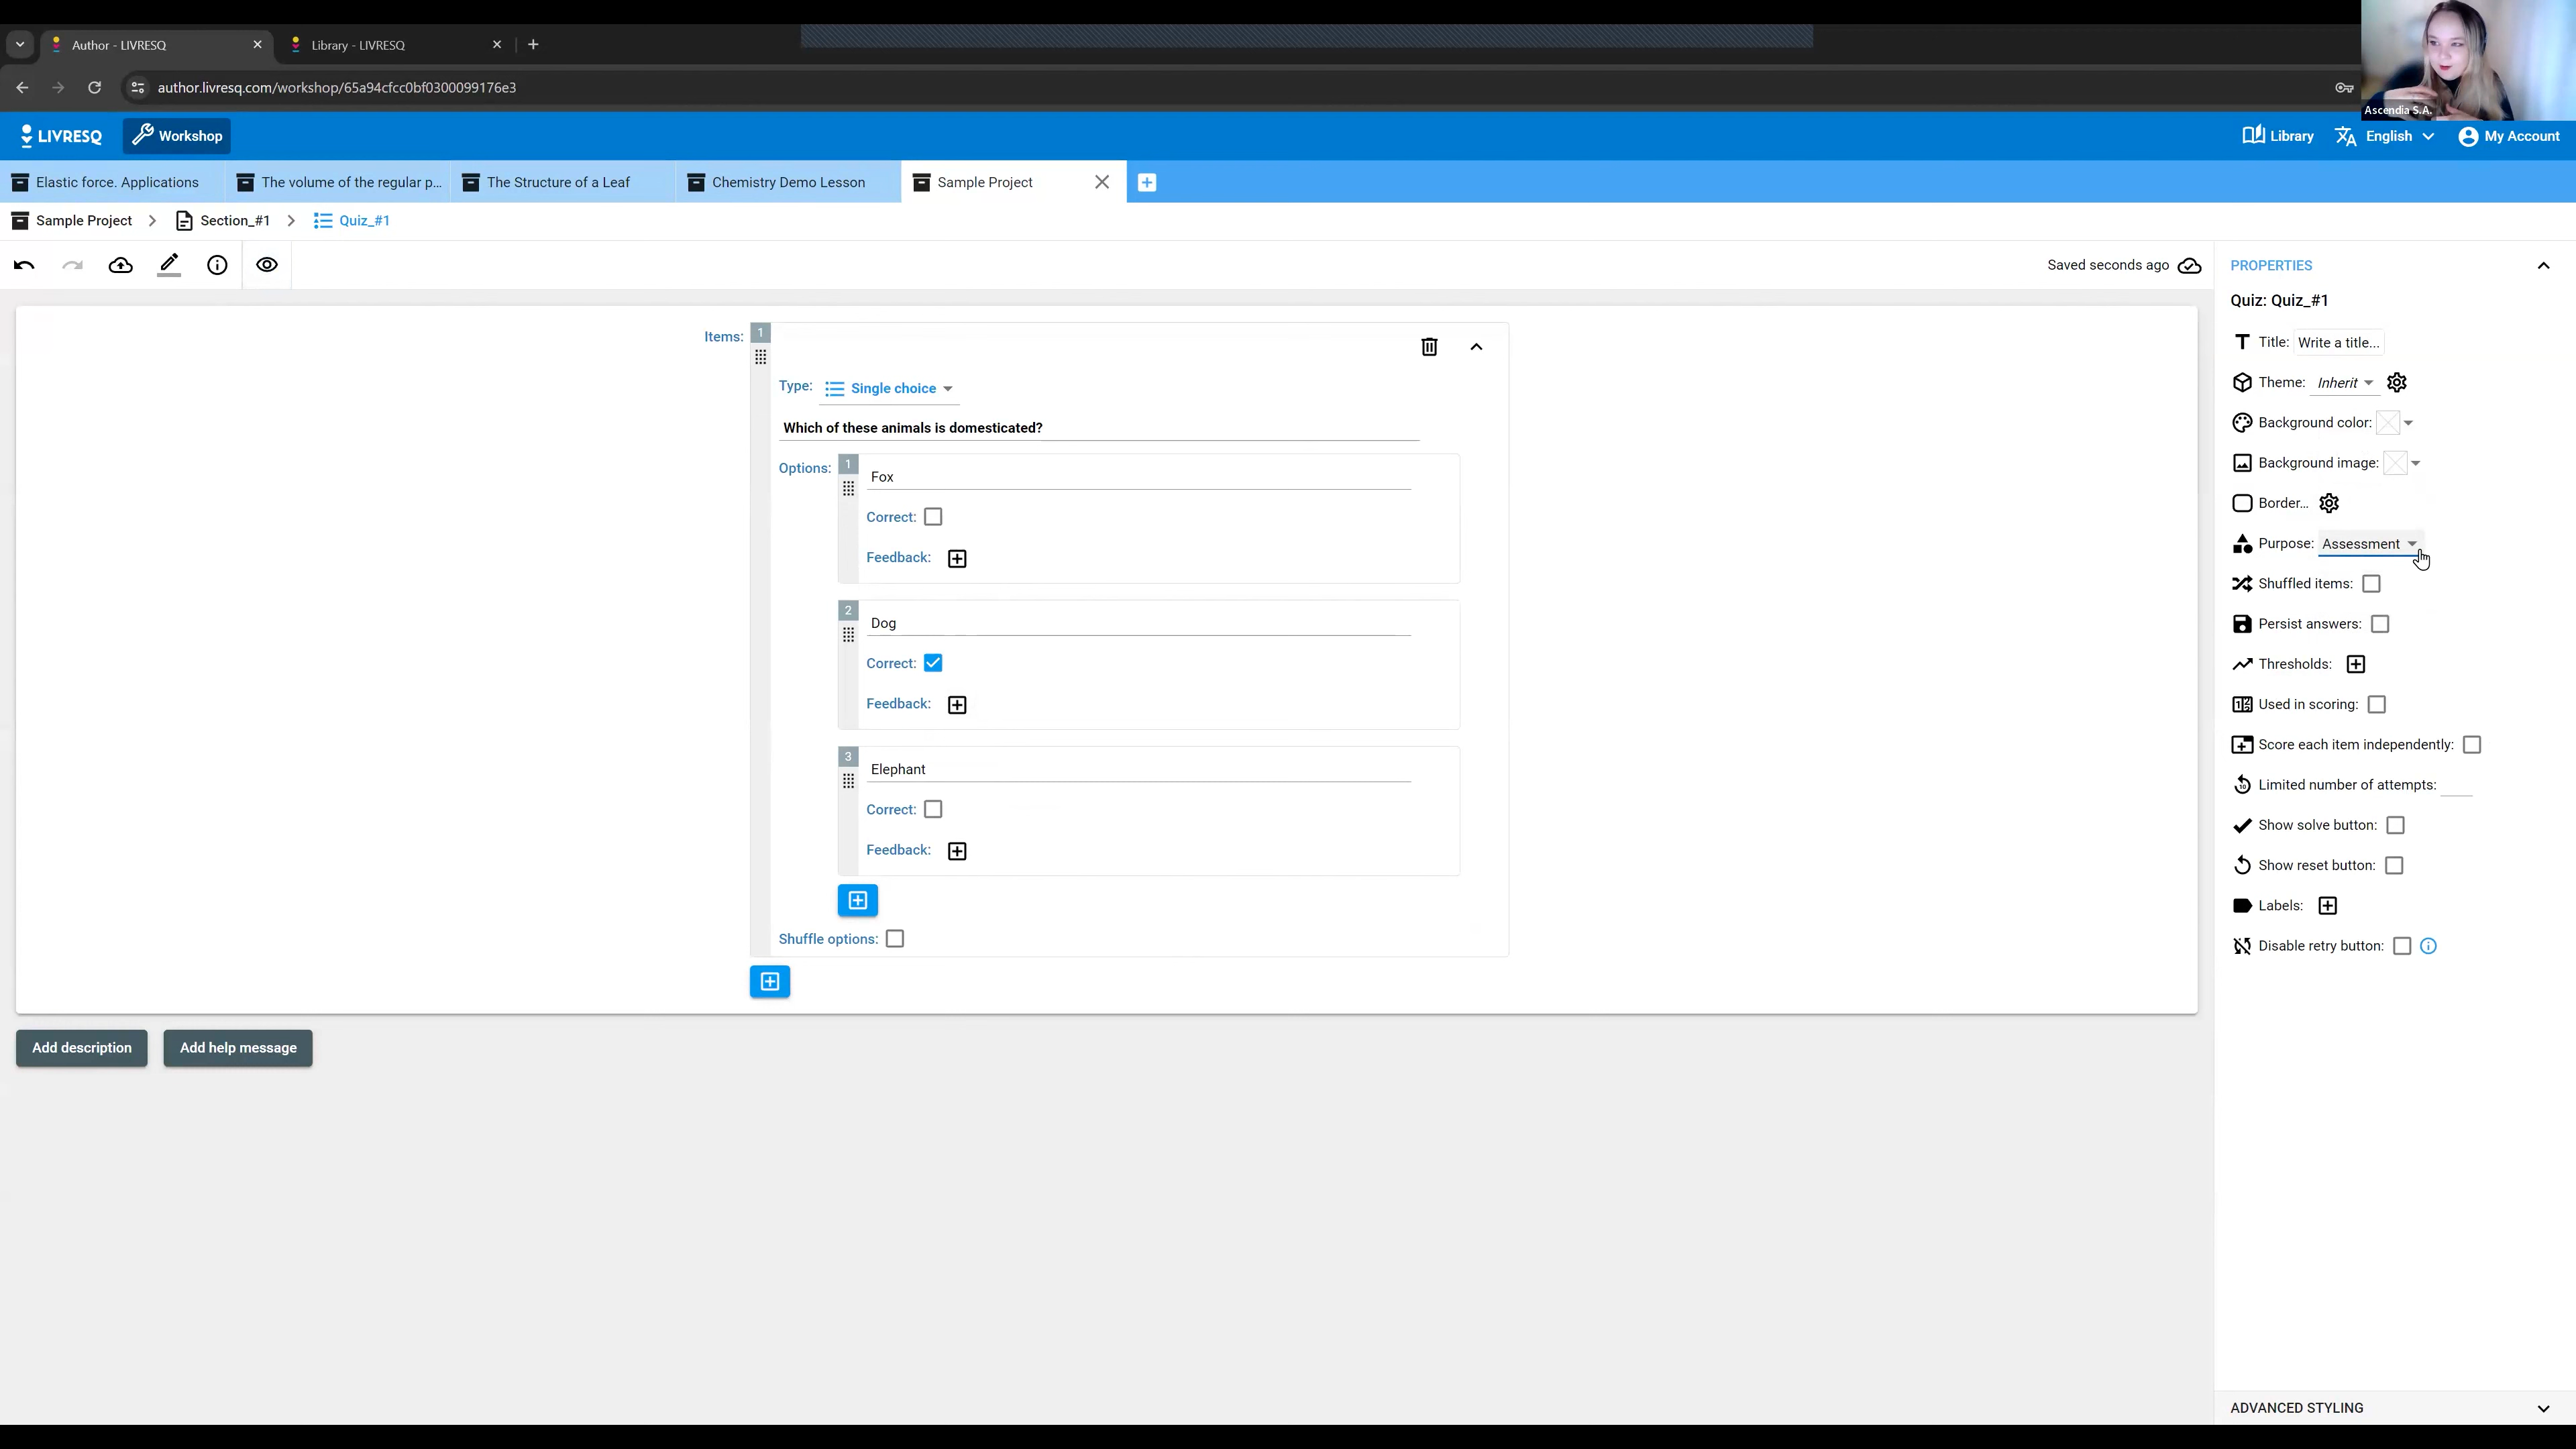 Author - LIVRESQ
Library - LIVRESQ
author.livresq.com/workshop/65a94cfcc0bf0300099176e3
Ascendia S.A.
LIVRESQ
Workshop
Library
English
My Account
Elastic force. Applications
The volume of the regular p...
The Structure of a Leaf
Chemistry Demo Lesson
Sample Project
Sample Project
Section_#1
Quiz_#1
Saved seconds ago
Items:
1
Type:
Single choice
Which of these animals is domesticated?
Options:
1
Fox
Correct:
Feedback:
2
Dog
Correct:
Feedback:
3
Elephant
Correct:
Feedback:
Shuffle options:
Add description
Add help message
PROPERTIES
Quiz: Quiz_#1
Title: Write a title...
Theme: Inherit
Background color:
Background image:
Border...
Purpose: Assessment
Shuffled items:
Persist answers:
Thresholds:
Used in scoring:
Score each item independently:
Limited number of attempts:
Show solve button:
Show reset button:
Labels:
Disable retry button:
ADVANCED STYLING